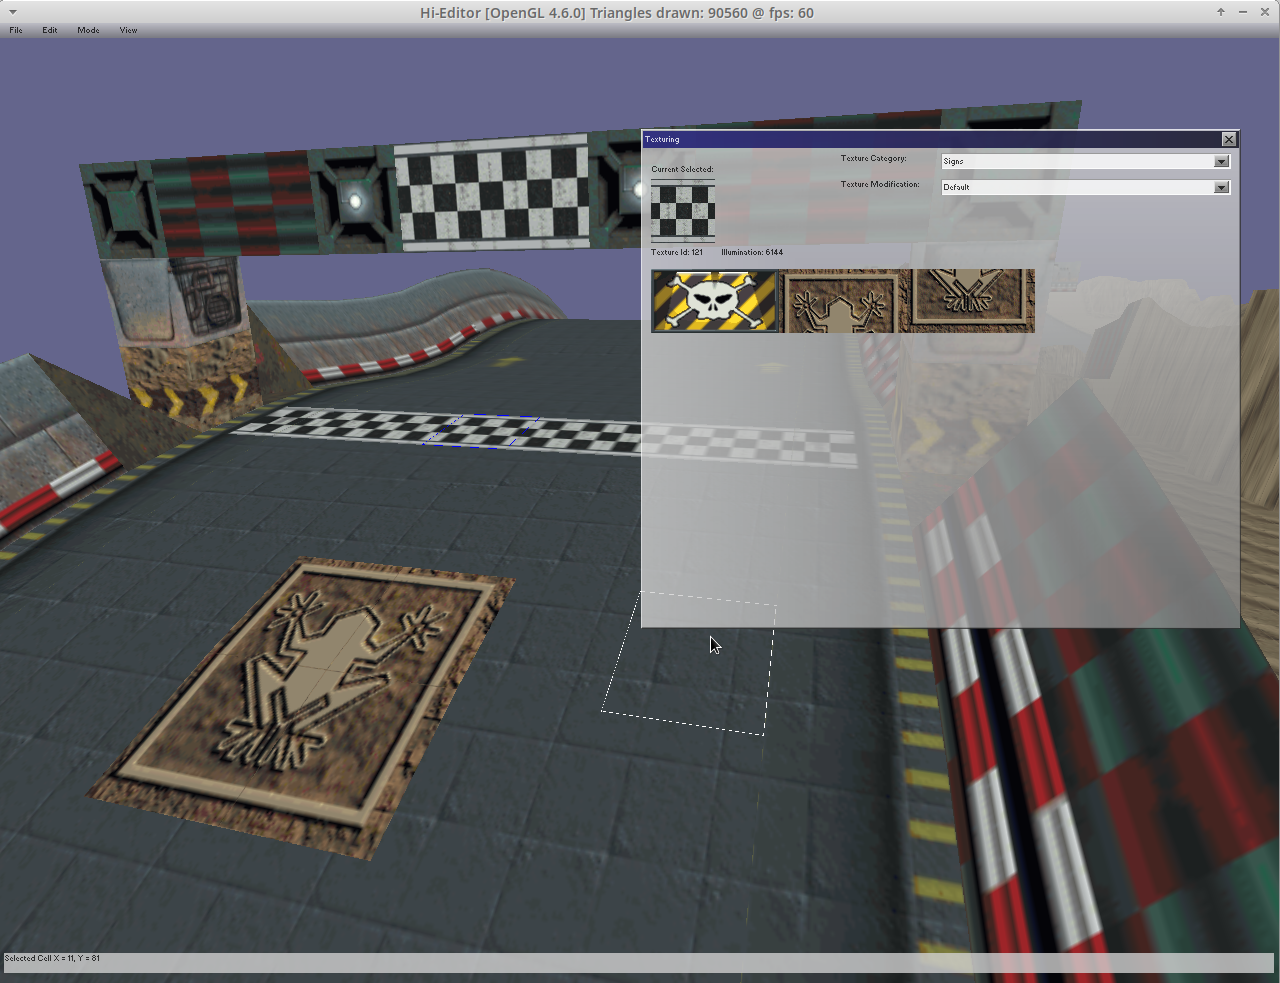 Hi-Editor [OpenGL 4.6.0] Triangles drawn: 90560 @ fps: 60
File Edit Mode View
Texturing
Texture Category: Signs
Current Selected:
Texture Modification: Default
Texture Id: 121 Illumination: 6144
Selected Cell X = 11, Y = 81